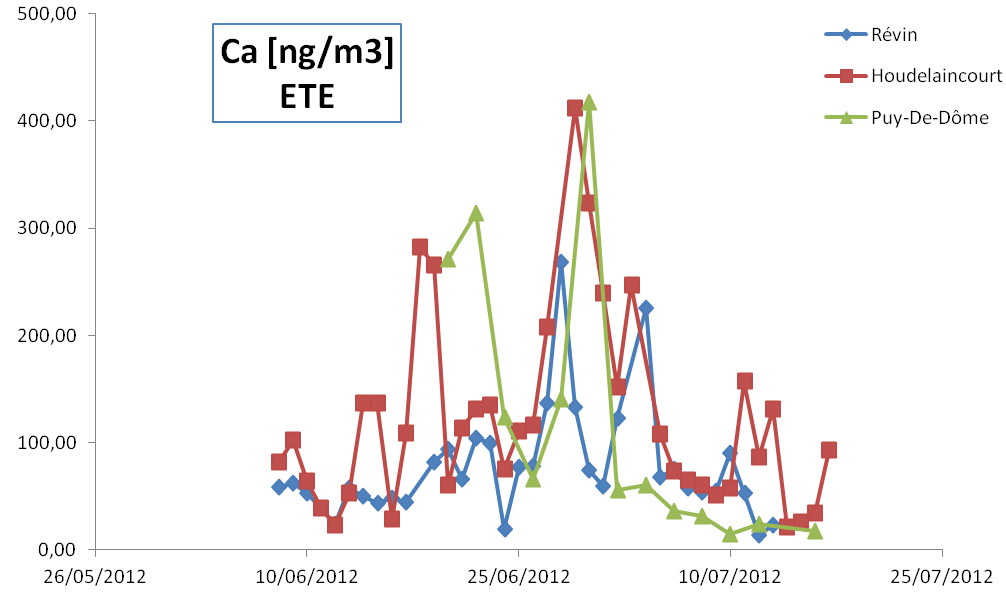 500,00
Ca [ng/m3]
ETE
Révin
Houdelaincourt
Puy-De-Dôme
400,00
300,00
200,00
100,00
0,00
26/05/2012
10/06/2012
25/06/2012
10/07/2012
25/07/2012